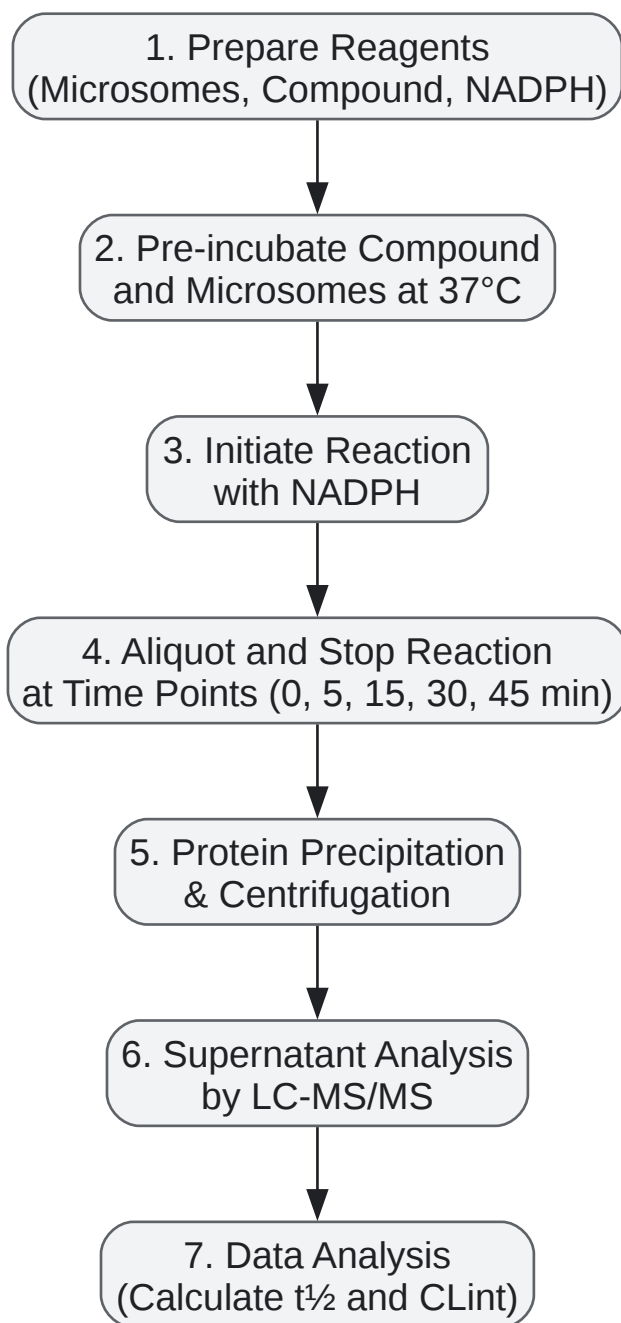 1. Prepare Reagents
(Microsomes, Compound, NADPH)
2. Pre-incubate Compound
and Microsomes at 37°C
3. Initiate Reaction
with NADPH
4. Aliquot and Stop Reaction
at Time Points (0, 5, 15, 30, 45 min)
5. Protein Precipitation
& Centrifugation
6. Supernatant Analysis
by LC-MS/MS
7. Data Analysis
(Calculate t½ and CLint)